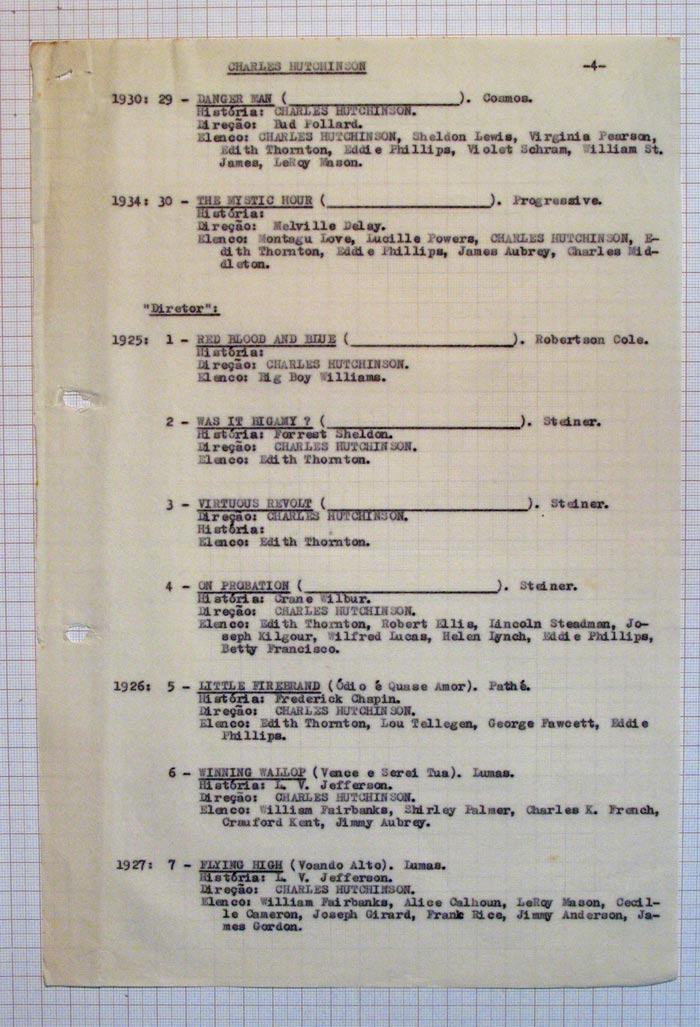 CHARLES HUTCHINSON -4-
1930: 29 - DANGER MAN (____________________). Cosmos.
História: CHARLES HUTCHINSON.
Direção: Bud Pollard.
Elenco: CHARLES HUTCHINSON, Sheldon Lewis, Virginia Pearson,
Edith Thornton, Eddie Phillips, Violet Schram, William St.
James, LeRoy Mason.
1934: 30 - THE MYSTIC HOUR (____________________). Progressive.
História:
Direção: Melville Delay.
Elenco: Montagu Love, Lucille Powers, CHARLES HUTCHINSON, E-
dith Thornton, Eddie Phillips, James Aubrey, Charles Mid-
dleton.
"Diretor":
1925: 1 - RED BLOOD AND BLUE (____________________). Robertson Cole.
História:
Direção: CHARLES HUTCHINSON.
Elenco: Big Boy Williams.
2 - WAS IT BIGAMY ? (____________________). Steiner.
História: Forrest Sheldon.
Direção: CHARLES HUTCHINSON.
Elenco: Edith Thornton.
3 - VIRTUOUS REVOLT (____________________). Steiner.
Direção: CHARLES HUTCHINSON.
História:
Elenco: Edith Thornton.
4 - ON PROBATION (____________________). Steiner.
História: Crane Wilbur.
Direção: CHARLES HUTCHINSON.
Elenco: Edith Thornton, Robert Ellis, Lincoln Steadman, Jo-
seph Kilgour, Wilfred Lucas, Helen Lynch, Eddie Phillips,
Betty Francisco.
1926: 5 - LITTLE FIREBRAND (Ódio é Quase Amor). Pathé.
História: Frederick Chapin.
Direção: CHARLES HUTCHINSON.
Elenco: Edith Thornton, Lou Tellegen, George Fawcett, Eddie
Phillips.
6 - WINNING WALLOP (Vence e Serei Tua). Lumas.
História: L. V. Jefferson.
Direção: CHARLES HUTCHINSON.
Elenco: William Fairbanks, Shirley Palmer, Charles K. French,
Crauford Kent, Jimmy Aubrey.
1927: 7 - FLYING HIGH (Voando Alto). Lumas.
História: L. V. Jefferson.
Direção: CHARLES HUTCHINSON.
Elenco: William Fairbanks, Alice Calhoun, LeRoy Mason, Cecil-
le Cameron, Joseph Girard, Frank Rice, Jimmy Anderson, Ja-
mes Gordon.